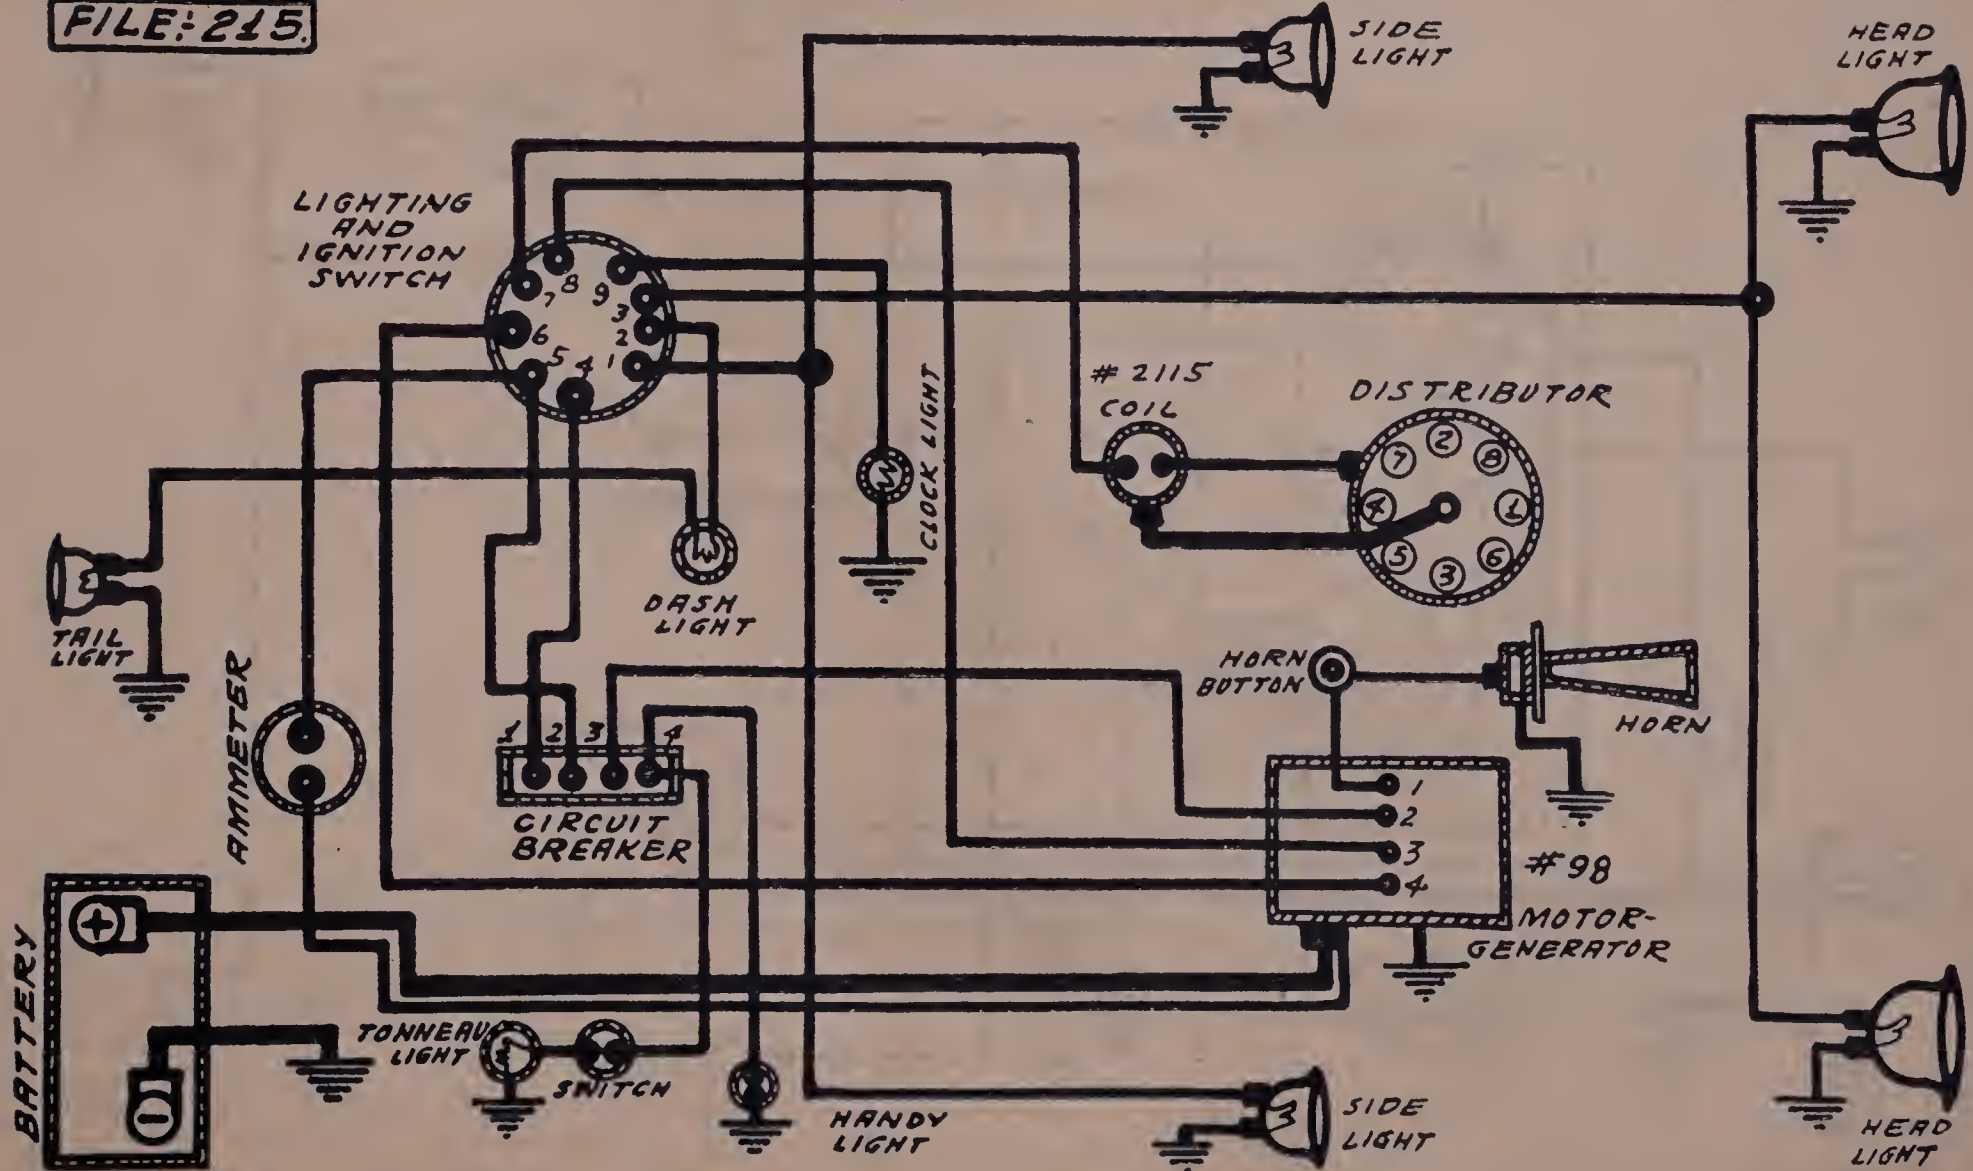 FILE:-215.
SIDE
LIGHT
HEAD
LIGHT
LIGHTING
AND
IGNITION
SWITCH
7
8
9
3
2
1
6
5
4
CLOCK LIGHT
# 2115
COIL
DISTRIBUTOR
2
8
1
6
3
5
4
7
TAIL
LIGHT
DASH
LIGHT
AMMETER
HORN
BUTTON
HORN
1 2 3 4
CIRCUIT
BREAKER
1
2
3
4
#98
MOTOR-
GENERATOR
BATTERY
+
-
TONNEAU
LIGHT
SWITCH
HANDY
LIGHT
SIDE
LIGHT
HEAD
LIGHT